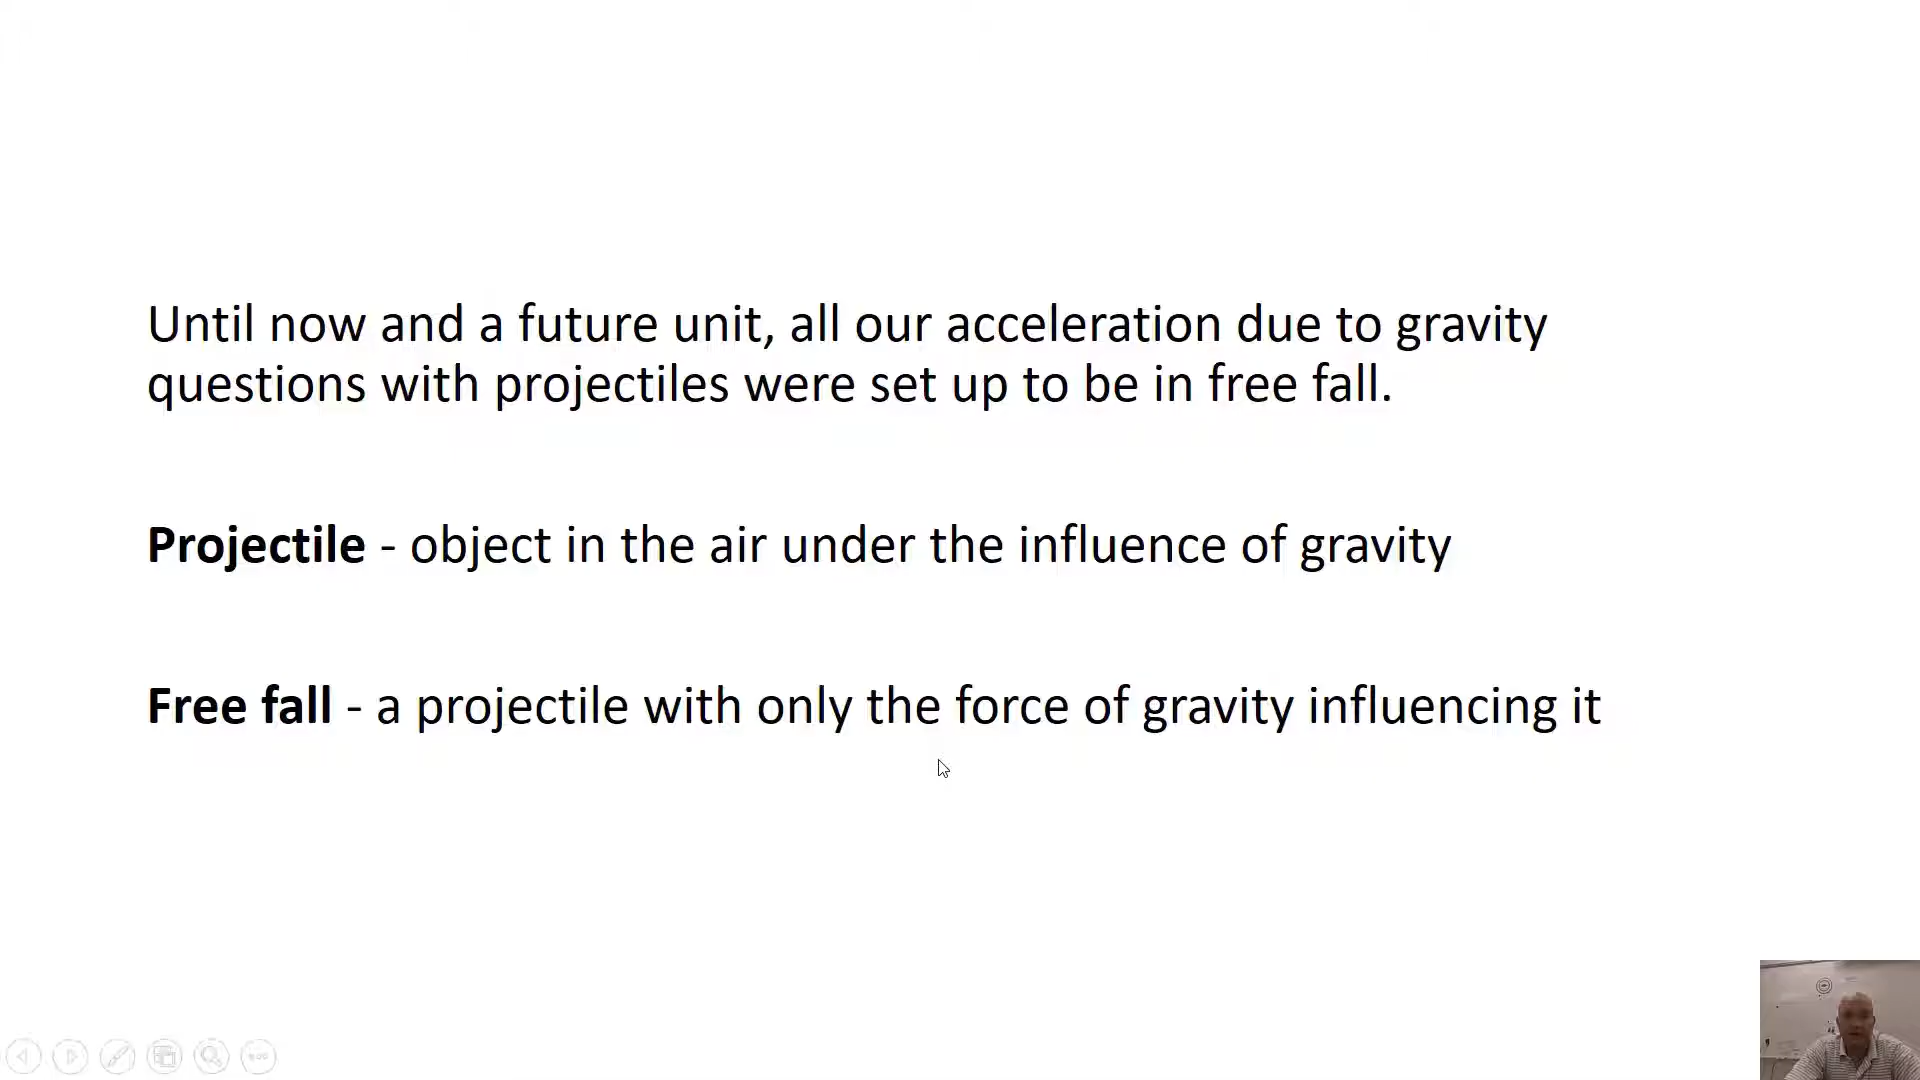 Until now and a future unit, all our acceleration due to gravity
questions with projectiles were set up to be in free fall.
Projectile - object in the air under the influence of gravity
Free fall - a projectile with only the force of gravity influencing it